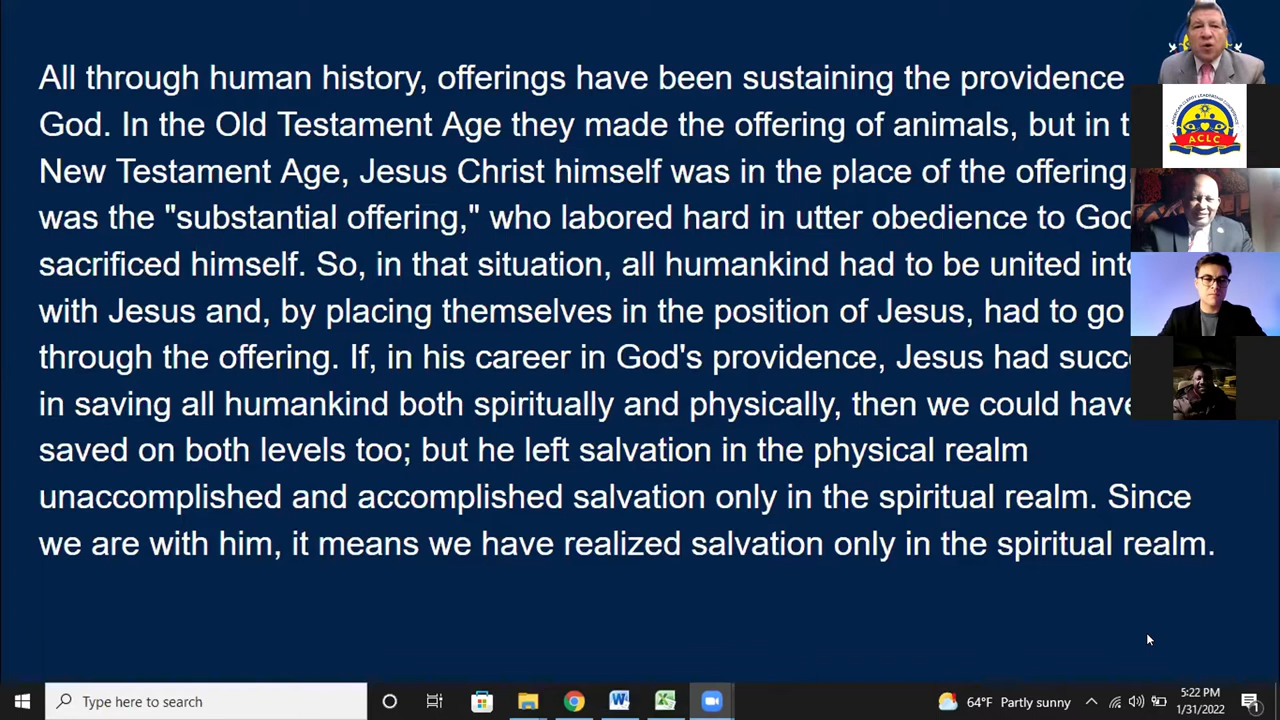 All through human history, offerings have been sustaining the providence
God. In the Old Testament Age they made the offering of animals, but in
New Testament Age, Jesus Christ himself was in the place of the offering,
was the "substantial offering," who labored hard in utter obedience to God
sacrificed himself. So, in that situation, all humankind had to be united
with Jesus and, by placing themselves in the position of Jesus, had to go
through the offering. If, in his career in God's providence, Jesus had
in saving all humankind both spiritually and physically, then we could have
saved on both levels too; but he left salvation in the physical realm
unaccomplished and accomplished salvation only in the spiritual realm. Since
we are with him, it means we have realized salvation only in the spiritual realm.
AMERICAN CLERGY LEADERSHIP CONFERENCE
ACLC
Type here to search
64°F Partly sunny
5:22 PM
1/31/2022
1